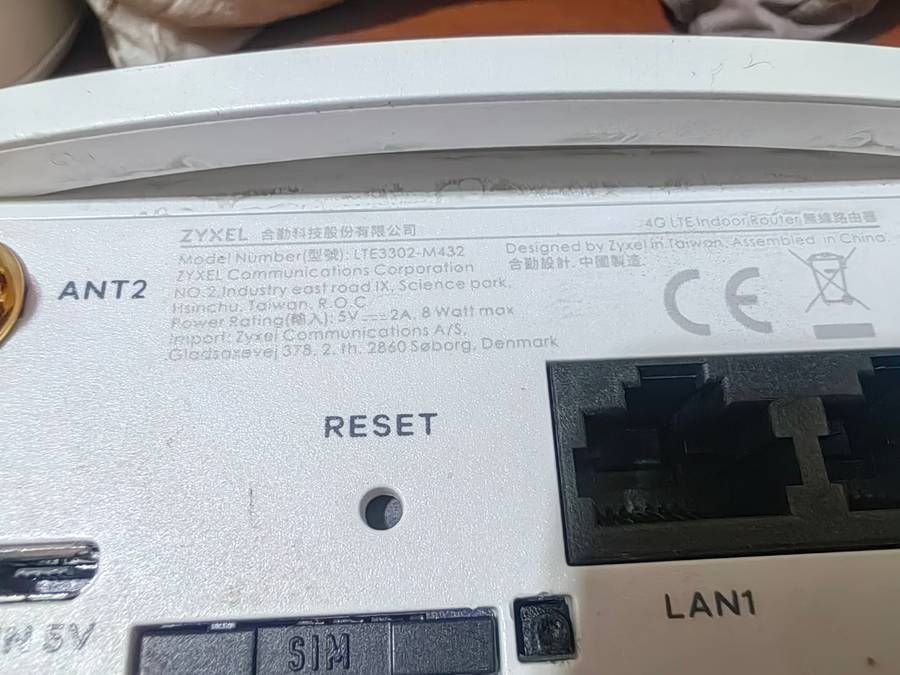 ZYXEL 合勤科技股份有限公司
4G LTE Indoor Router 無線路由器
Model Number(型號): LTE3302-M432
Designed by Zyxel in Taiwan, Assembled in China.
ZYXEL Communications Corporation
合勤設計. 中國製造.
NO.2,Industry east road IX, Science park,
Hsinchu, Taiwan, R.O.C
Power Rating(輸入): 5V⎓2A, 8 Watt max
Import: Zyxel Communications A/S,
Gladsaxevej 378, 2. th. 2860 Søborg, Denmark
CE
ANT2
RESET
LAN1
IN 5V
SIM